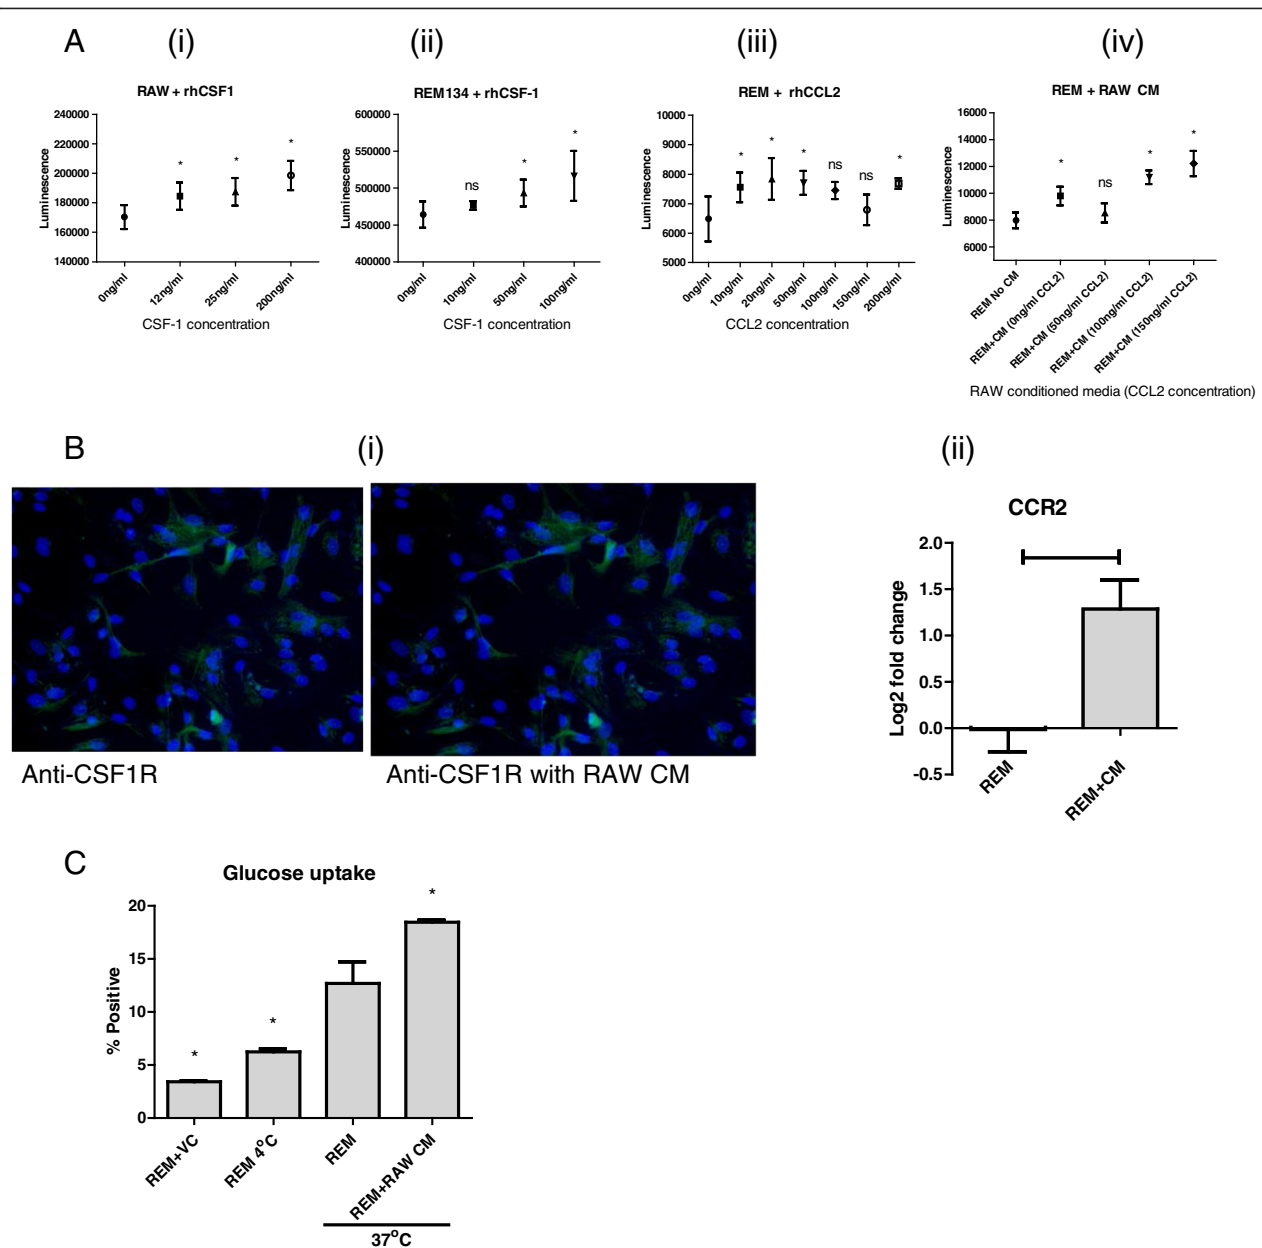 A (i) (ii) (iii) (iv)
RAW + rhCSF1
240000
220000
200000
180000
160000
140000
Luminescence
* * *
0ng/ml 12ng/ml 25ng/ml 200ng/ml
CSF-1 concentration
REM134 + rhCSF-1
600000
550000
500000
450000
400000
Luminescence
ns * *
0ng/ml 10ng/ml 50ng/ml 100ng/ml
CSF-1 concentration
REM + rhCCL2
10000
9000
8000
7000
6000
5000
Luminescence
* * * ns ns *
0ng/ml 10ng/ml 20ng/ml 50ng/ml 100ng/ml 150ng/ml 200ng/ml
CCL2 concentration
REM + RAW CM
16000
14000
12000
10000
8000
6000
Luminescence
* ns * *
REM No CM
REM+CM (0ng/ml CCL2)
REM+CM (50ng/ml CCL2)
REM+CM (100ng/ml CCL2)
REM+CM (150ng/ml CCL2)
RAW conditioned media (CCL2 concentration)
B (i) (ii)
Anti-CSF1R
Anti-CSF1R with RAW CM
CCR2
2.0
1.5
1.0
0.5
0.0
-0.5
Log2 fold change
REM
REM+CM
C
Glucose uptake
20
15
10
5
0
% Positive
* * *
REM+VC
REM 4°C
REM
REM+RAW CM
37°C